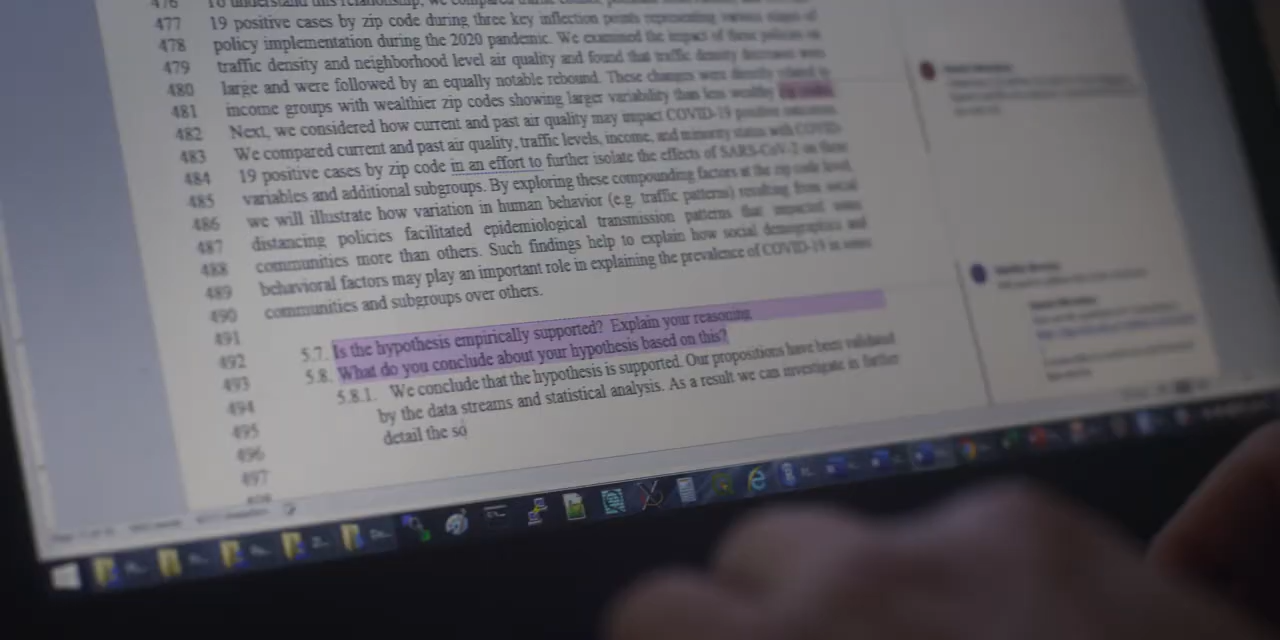 477 19 positive cases by zip code during three key inflection points representing various stages of
478 policy implementation during the 2020 pandemic. We examined the impact of these policies on
479 traffic density and neighborhood level air quality and found that traffic density decreases were
480 large and were followed by an equally notable rebound. These changes were directly related to
481 income groups with wealthier zip codes showing larger variability than less wealthy zip codes.
482 Next, we considered how current and past air quality may impact COVID-19 positive outcomes.
483 We compared current and past air quality, traffic levels, income, and minority status with COVID-
484 19 positive cases by zip code in an effort to further isolate the effects of SARS-CoV-2 on these
485 variables and additional subgroups. By exploring these compounding factors at the zip code level,
486 we will illustrate how variation in human behavior (e.g. traffic patterns) resulting from social
487 distancing policies facilitated epidemiological transmission patterns that impacted some
488 communities more than others. Such findings help to explain how social demographics and
489 behavioral factors may play an important role in explaining the prevalence of COVID-19 in some
490 communities and subgroups over others.
491
492 5.7. Is the hypothesis empirically supported? Explain your reasoning
493 5.8. What do you conclude about your hypothesis based on this?
494 5.8.1. We conclude that the hypothesis is supported. Our propositions have been validated
495 by the data streams and statistical analysis. As a result we can investigate in further
496 detail the so
497